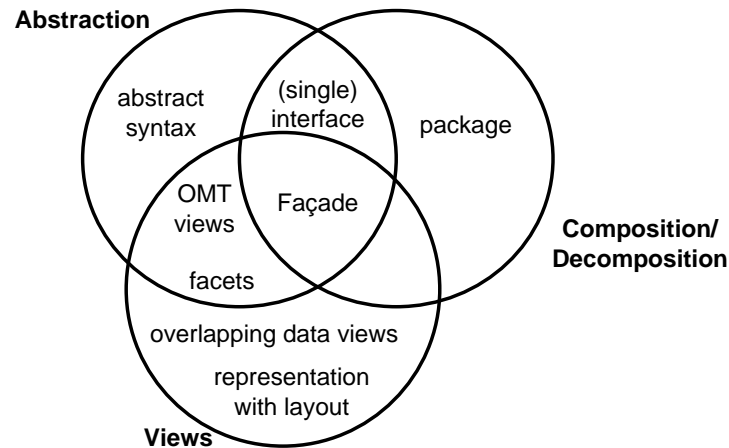 Abstraction
abstract
syntax
(single)
interface
package
OMT
views
Façade
Composition/
Decomposition
facets
overlapping data views
representation
with layout
Views